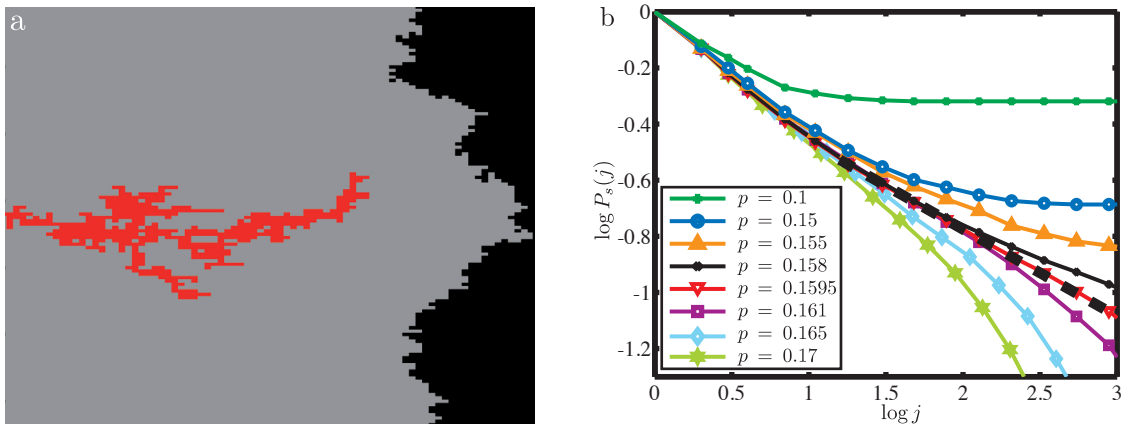 a
b
0
-0.2
-0.4
-0.6
-0.8
-1
-1.2
log P_s(j)
p = 0.1
p = 0.15
p = 0.155
p = 0.158
p = 0.1595
p = 0.161
p = 0.165
p = 0.17
0 0.5 1 1.5 2 2.5 3
log j